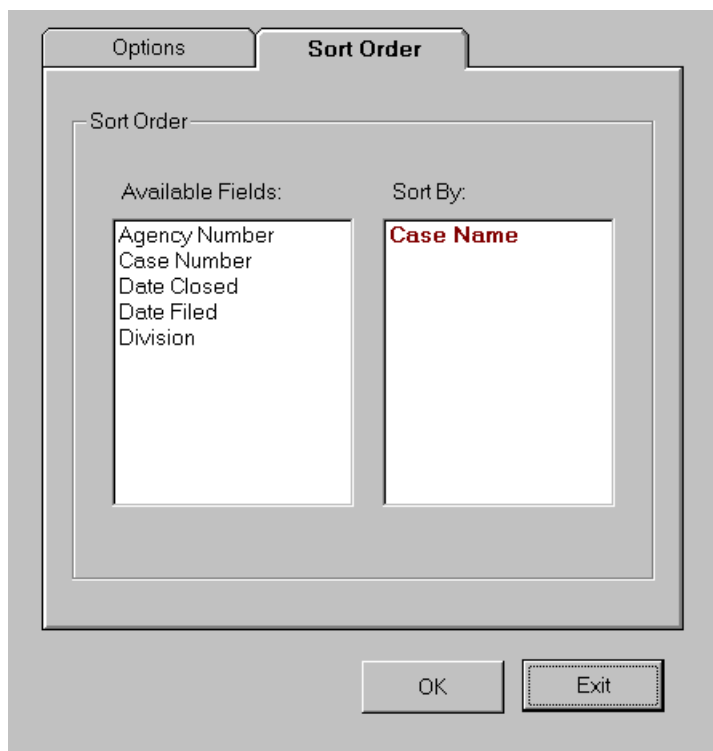 Options
Sort Order
Sort Order
Available Fields:
Sort By:
Agency Number
Case Number
Date Closed
Date Filed
Division
Case Name
OK
Exit